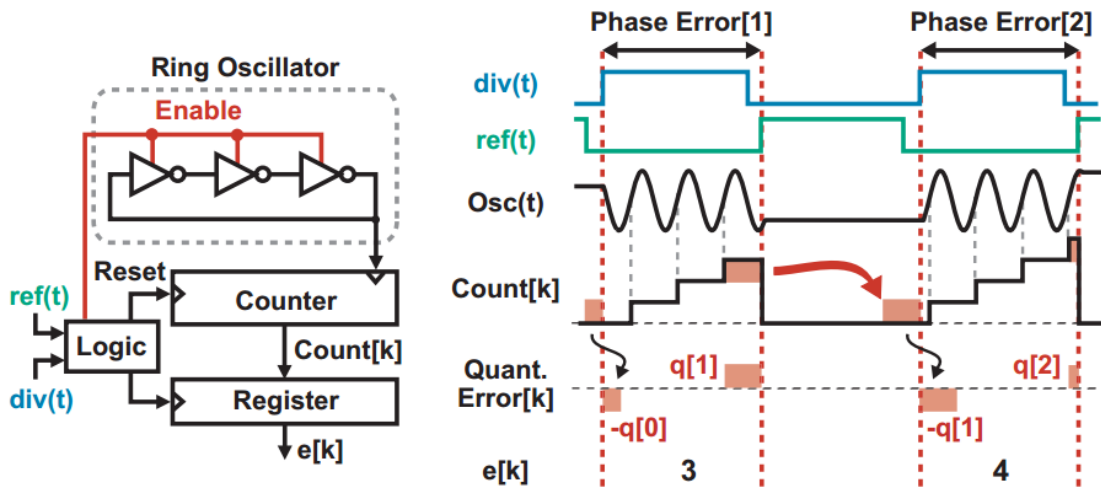 Ring Oscillator
Enable
Reset
ref(t)
Counter
Logic
Count[k]
div(t)
Register
e[k]
Phase Error[1] Phase Error[2]
div(t)
ref(t)
Osc(t)
Count[k]
Quant. q[1] q[2]
Error[k]
-q[0] -q[1]
e[k] 3 4